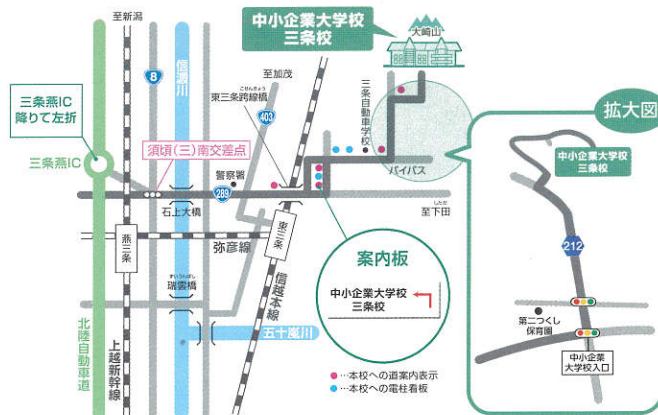 至新潟
中小企業大学校
三条校
大崎山
8
信濃川
至加茂
こせんきょう
東三条跨線橋
403
三条自動車学校
拡大図
三条燕IC
降りて左折
三条燕IC
須頃(三)南交差点
警察署
289
バイパス
石上大橋
しただ
至下田
燕三条
弥彦線
東三条
ずいうんばし
瑞雲橋
信越本線
五十嵐川
北陸自動車道
上越新幹線
案内板
中小企業大学校
三条校
●…本校への道案内表示
●…本校への電柱看板
中小企業大学校
三条校
212
第二つくし
保育園
中小企業
大学校入口